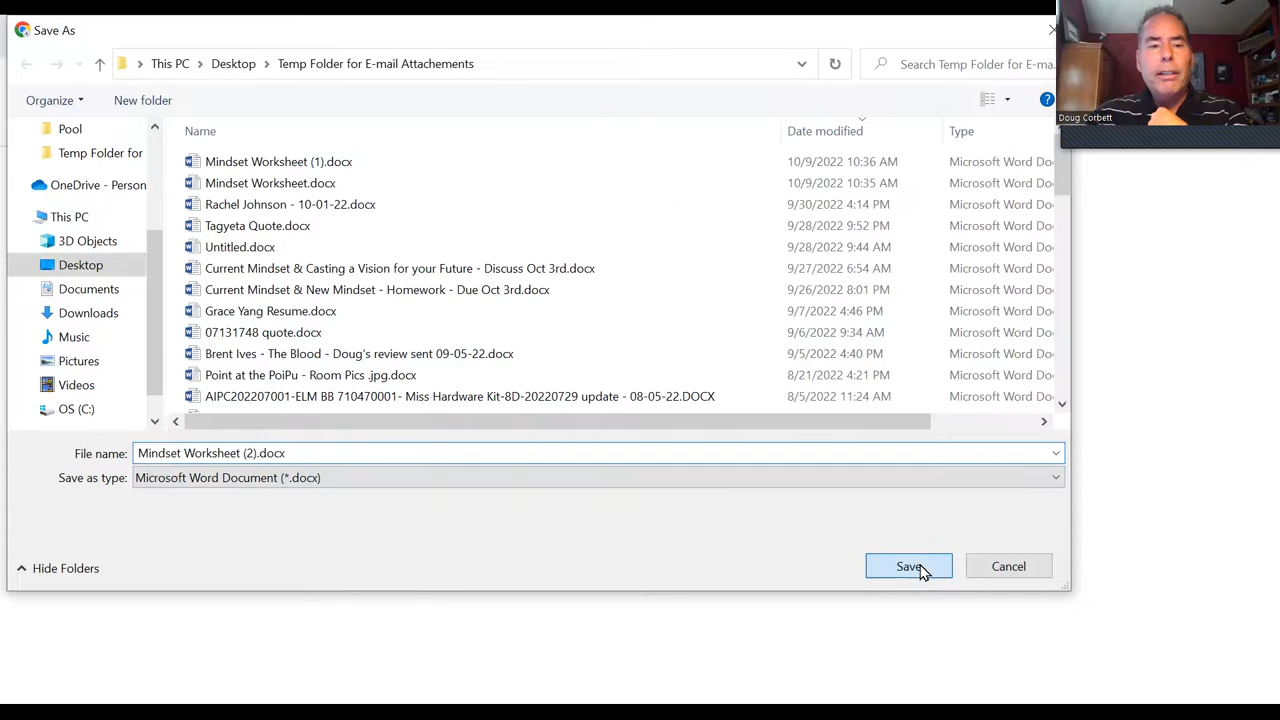 Save As
This PC
Desktop
Temp Folder for E-mail Attachements
Search Temp Folder for E-ma...
Doug Corbett
Organize
New folder
?
Name
Date modified
Type
Pool
Temp Folder for
OneDrive - Person
This PC
3D Objects
Desktop
Documents
Downloads
Music
Pictures
Videos
OS (C:)
Mindset Worksheet (1).docx 10/9/2022 10:36 AM Microsoft Word Do
Mindset Worksheet.docx 10/9/2022 10:35 AM Microsoft Word Do
Rachel Johnson - 10-01-22.docx 9/30/2022 4:14 PM Microsoft Word Do
Tagyeta Quote.docx 9/28/2022 9:52 PM Microsoft Word Do
Untitled.docx 9/28/2022 9:44 AM Microsoft Word Do
Current Mindset & Casting a Vision for your Future - Discuss Oct 3rd.docx 9/27/2022 6:54 AM Microsoft Word Do
Current Mindset & New Mindset - Homework - Due Oct 3rd.docx 9/26/2022 8:01 PM Microsoft Word Do
Grace Yang Resume.docx 9/7/2022 4:46 PM Microsoft Word Do
07131748 quote.docx 9/6/2022 9:34 AM Microsoft Word Do
Brent Ives - The Blood - Doug's review sent 09-05-22.docx 9/5/2022 4:40 PM Microsoft Word Do
Point at the PoiPu - Room Pics .jpg.docx 8/21/2022 4:21 PM Microsoft Word Do
AIPC202207001-ELM BB 710470001- Miss Hardware Kit-8D-20220729 update - 08-05-22.DOCX 8/5/2022 11:24 AM Microsoft Word Do
File name: Mindset Worksheet (2).docx
Save as type: Microsoft Word Document (*.docx)
Hide Folders
Save
Cancel